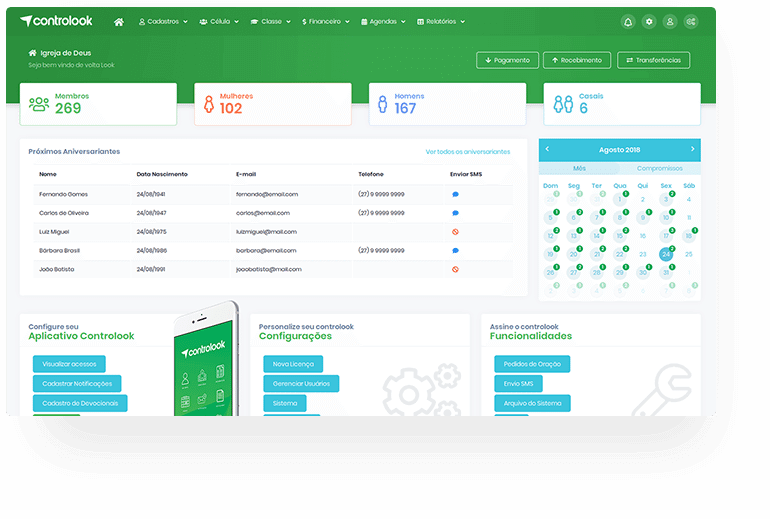 controlook Cadastros Célula Classe $ Financeiro Agendas Relatórios
Igreja de Deus
Seja bem vindo de volta Look
Pagamento Recebimento Transferências
Membros
269
Mulheres
102
Homens
167
Casais
6
Próximos Aniversariantes Ver todos os aniversariantes
Nome Data Nascimento E-mail Telefone Enviar SMS
Fernando Gomes 24/08/1941 fernando@email.com (27) 9 9999 9999
Carlos de Oliveira 24/08/1947 carlos@email.com (27) 9 9999 9999
Luiz Miguel 24/08/1975 luizmiguel@email.com
Bárbara Brasil 24/08/1986 barbara@email.com (27) 9 9999 9999
João Batista 24/08/1991 joaobatista@email.com
Agosto 2018
Mês Compromissos
Dom Seg Ter Qua Qui Sex Sáb
29 30 31 1 2 3 4
5 6 7 8 9 10 11
12 13 14 15 16 17 18
19 20 21 22 23 24 25
26 27 28 29 30 31 1
2 3 4 5 6 7 8
Configure seu
Aplicativo Controlook
Visualizar acessos
Cadastrar Notificações
Cadastro de Devocionais
controlook
Personalize seu controlook
Configurações
Nova Licença
Gerenciar Usuários
Sistema
Assine o controlook
Funcionalidades
Pedidos de Oração
Envio SMS
Arquivo do Sistema